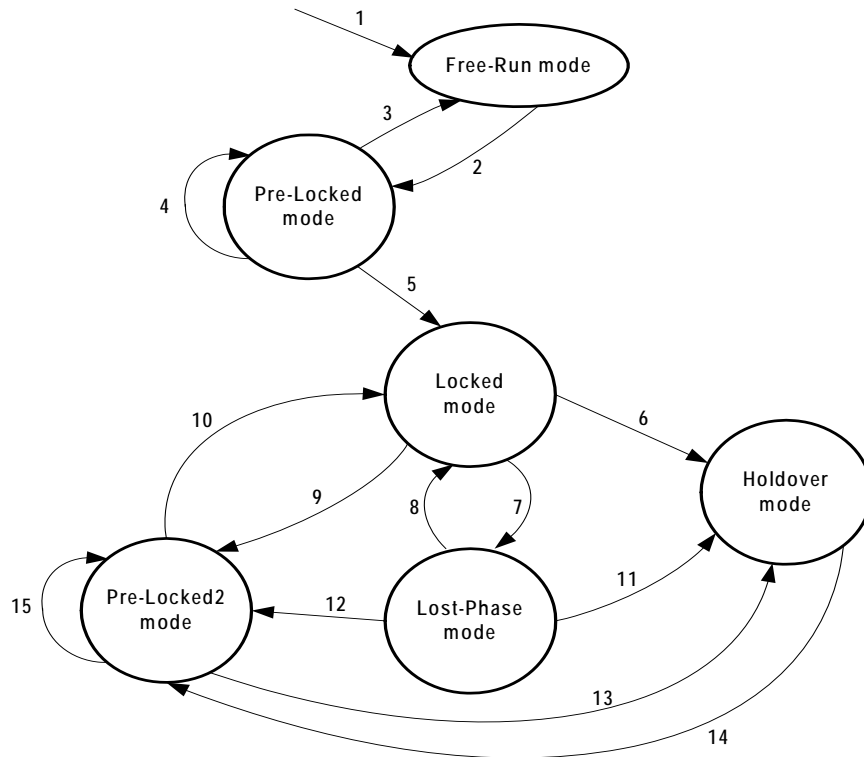 1
Free-Run mode
3
2
Pre-Locked
mode
4
5
Locked
mode
10
6
Holdover
mode
9
8
7
11
Pre-Locked2
mode
15
12
Lost-Phase
mode
13
14